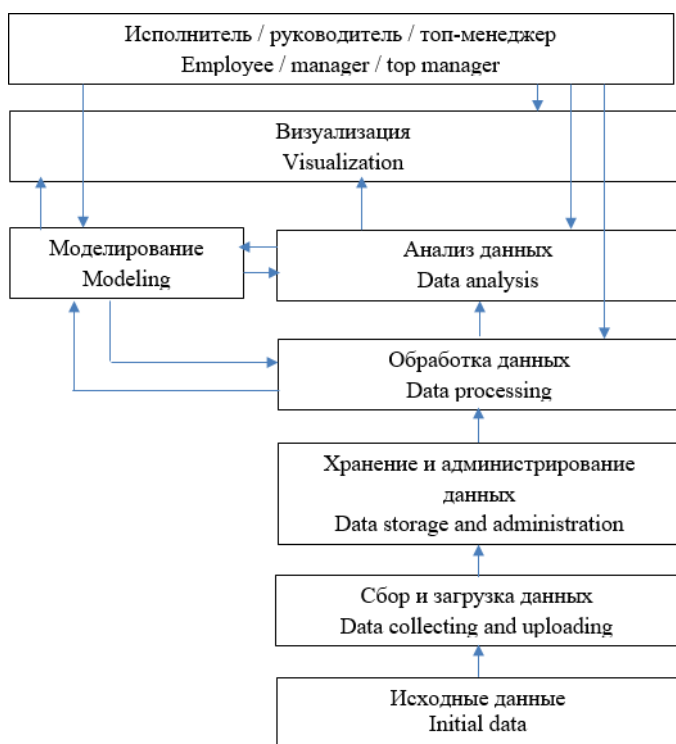 Исполнитель / руководитель / топ-менеджер
Employee / manager / top manager
Визуализация
Visualization
Моделирование
Modeling
Анализ данных
Data analysis
Обработка данных
Data processing
Хранение и администрирование
данных
Data storage and administration
Сбор и загрузка данных
Data collecting and uploading
Исходные данные
Initial data